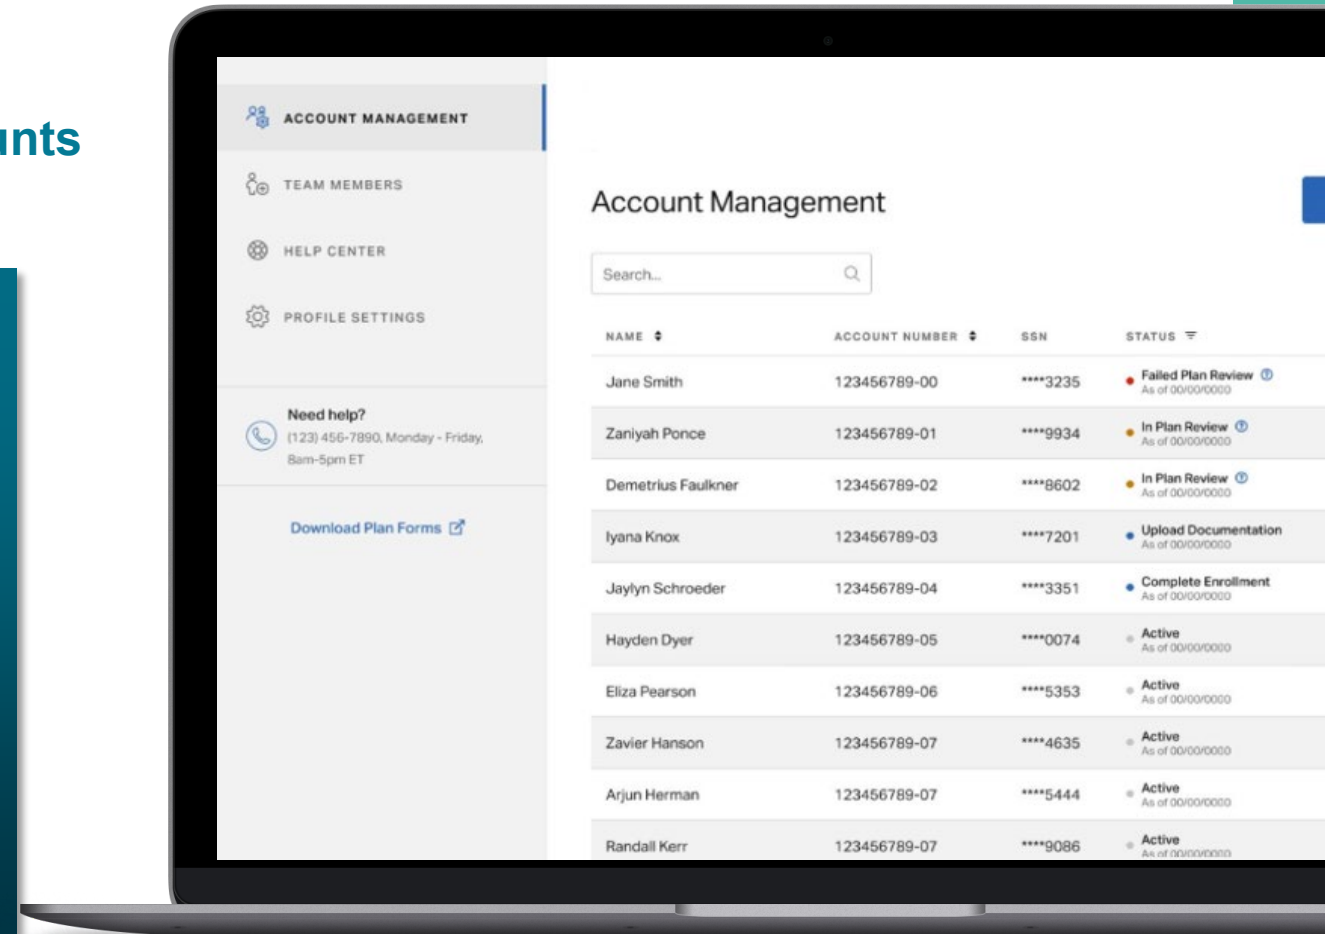 unts
ACCOUNT MANAGEMENT
TEAM MEMBERS
HELP CENTER
PROFILE SETTINGS
Need help?
(123) 456-7890, Monday - Friday,
8am-5pm ET
Download Plan Forms
Account Management
Search...
NAME ACCOUNT NUMBER SSN STATUS
Jane Smith 123456789-00 ****3235 Failed Plan Review
As of 00/00/0000
Zaniyah Ponce 123456789-01 ****9934 In Plan Review
As of 00/00/0000
Demetrius Faulkner 123456789-02 ****8602 In Plan Review
As of 00/00/0000
Iyana Knox 123456789-03 ****7201 Upload Documentation
As of 00/00/0000
Jaylyn Schroeder 123456789-04 ****3351 Complete Enrollment
As of 00/00/0000
Hayden Dyer 123456789-05 ****0074 Active
As of 00/00/0000
Eliza Pearson 123456789-06 ****5353 Active
As of 00/00/0000
Zavier Hanson 123456789-07 ****4635 Active
As of 00/00/0000
Arjun Herman 123456789-07 ****5444 Active
As of 00/00/0000
Randall Kerr 123456789-07 ****9086 Active
As of 00/00/0000